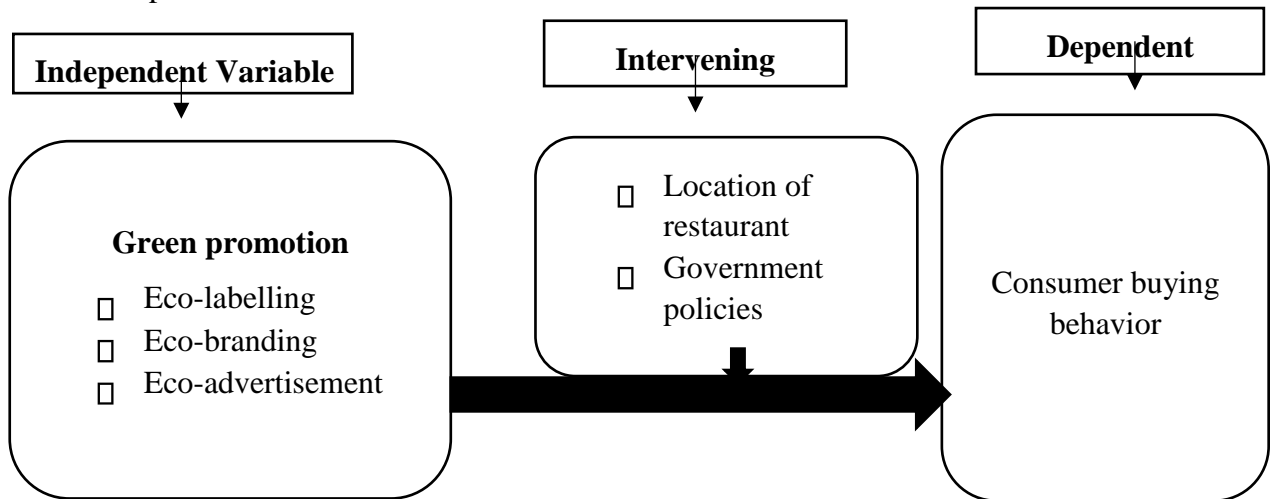 Independent Variable
Intervening
Dependent
Green promotion
Eco-labelling
Eco-branding
Eco-advertisement
Location of
restaurant
Government
policies
Consumer buying
behavior